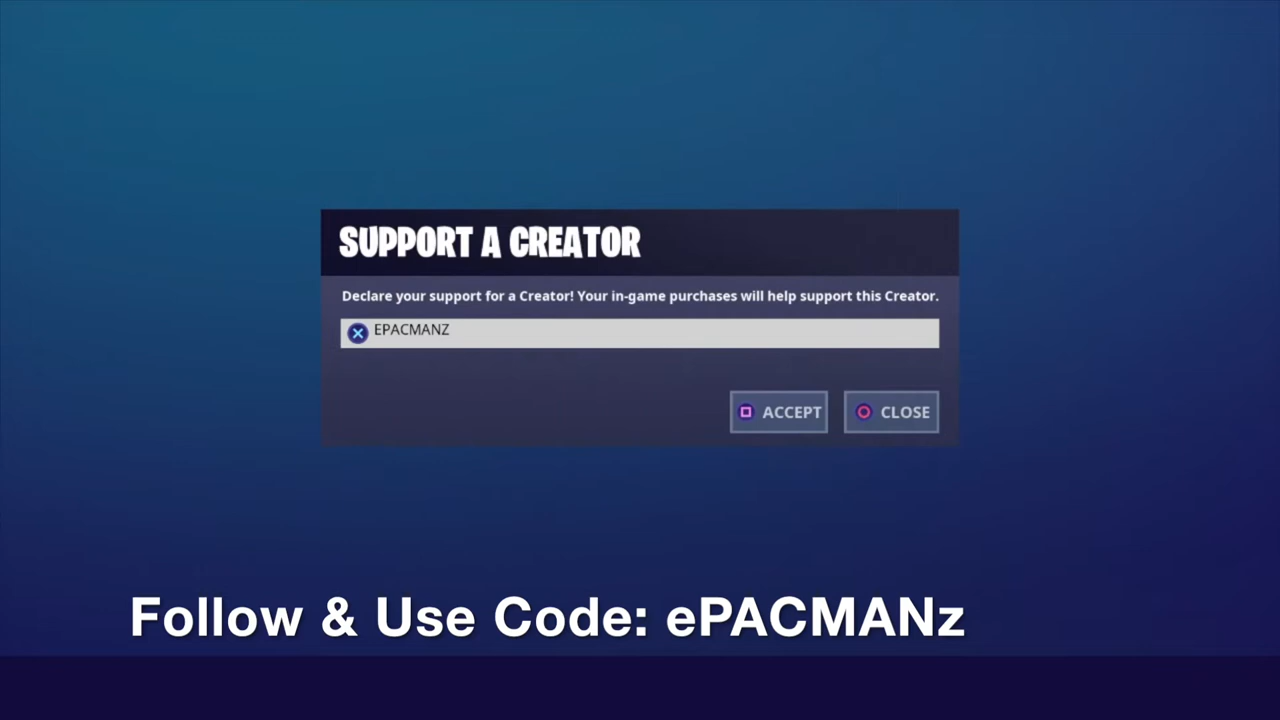 SUPPORT A CREATOR
Declare your support for a Creator! Your in-game purchases will help support this Creator.
EPACMANZ
ACCEPT CLOSE
Follow & Use Code: ePACMANz